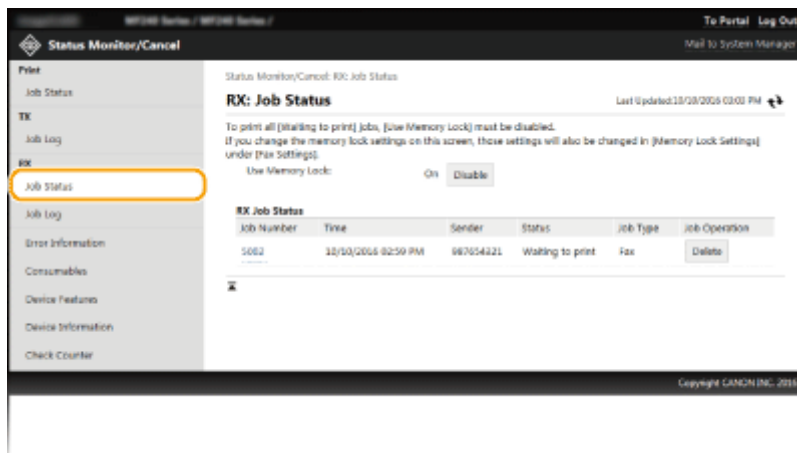 MF240 Series / MF240 Series /
To Portal Log Out
Status Monitor/Cancel
Mail to System Manager
Print
Job Status
TX
Job Log
RX
Job Status
Job Log
Error Information
Consumables
Device Features
Device Information
Check Counter
Status Monitor/Cancel: RX: Job Status
RX: Job Status
Last Updated:10/10/2016 03:03 PM
To print all [Waiting to print] jobs, [Use Memory Lock] must be disabled.
If you change the memory lock settings on this screen, those settings will also be changed in [Memory Lock Settings]
under [Fax Settings].
Use Memory Lock: On Disable
RX Job Status
Job Number Time Sender Status Job Type Job Operation
5002 10/10/2016 02:59 PM 987654321 Waiting to print Fax Delete
Copyright CANON INC. 2016